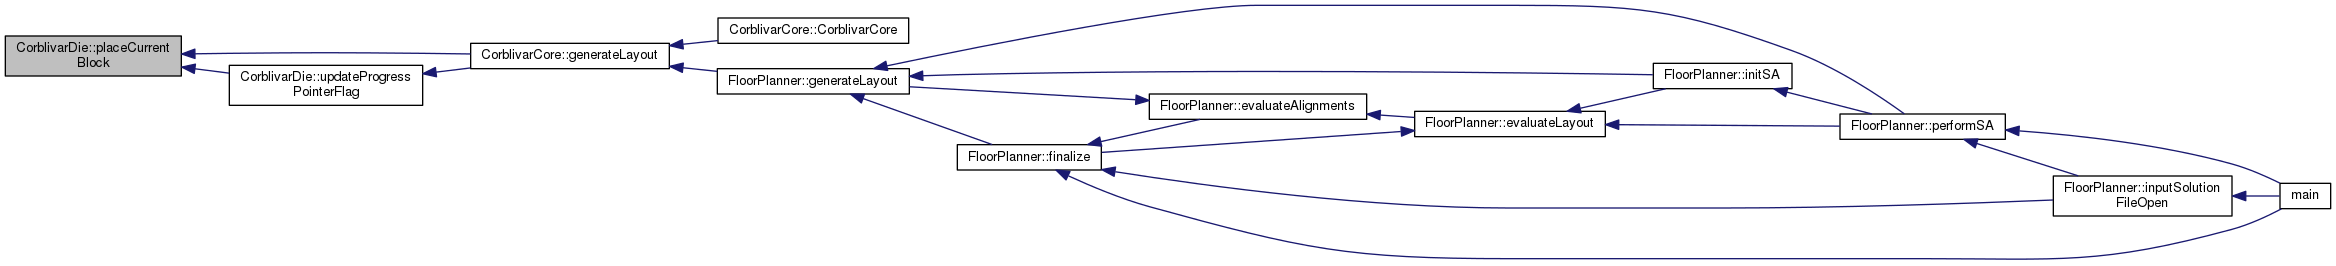 CorblivarDie::placeCurrent
Block
CorblivarDie::updateProgress
PointerFlag
CorblivarCore::generateLayout
CorblivarCore::CorblivarCore
FloorPlanner::generateLayout
FloorPlanner::finalize
FloorPlanner::evaluateAlignments
FloorPlanner::evaluateLayout
FloorPlanner::initSA
FloorPlanner::performSA
FloorPlanner::inputSolution
FileOpen
main